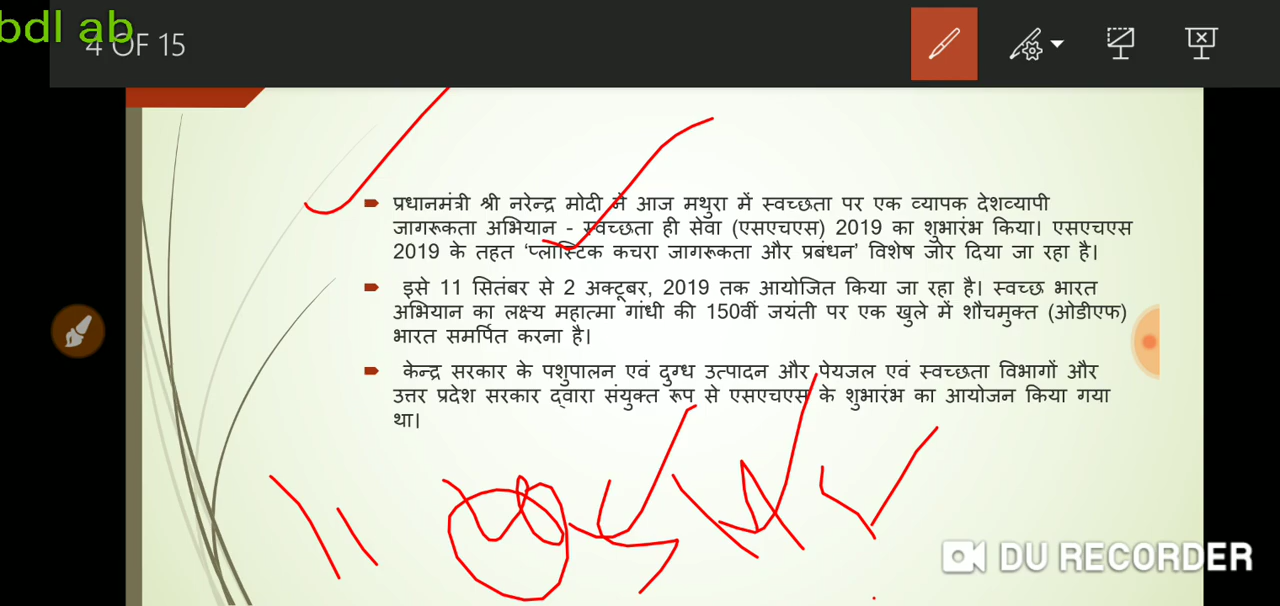 bdl ab
4 OF 15
प्रधानमंत्री श्री नरेन्द्र मोदी ने आज मथुरा में स्वच्छता पर एक व्यापक देशव्यापी
जागरूकता अभियान - स्वच्छता ही सेवा (एसएचएस) 2019 का शुभारंभ किया। एसएचएस
2019 के तहत ‘प्लास्टिक कचरा जागरूकता और प्रबंधन’ विशेष जोर दिया जा रहा है।
इसे 11 सितंबर से 2 अक्टूबर, 2019 तक आयोजित किया जा रहा है। स्वच्छ भारत
अभियान का लक्ष्य महात्मा गांधी की 150वीं जयंती पर एक खुले में शौचमुक्त (ओडीएफ)
भारत समर्पित करना है।
केन्द्र सरकार के पशुपालन एवं दुग्ध उत्पादन और पेयजल एवं स्वच्छता विभागों और
उत्तर प्रदेश सरकार द्वारा संयुक्त रूप से एसएचएस के शुभारंभ का आयोजन किया गया
था।
DU RECORDER